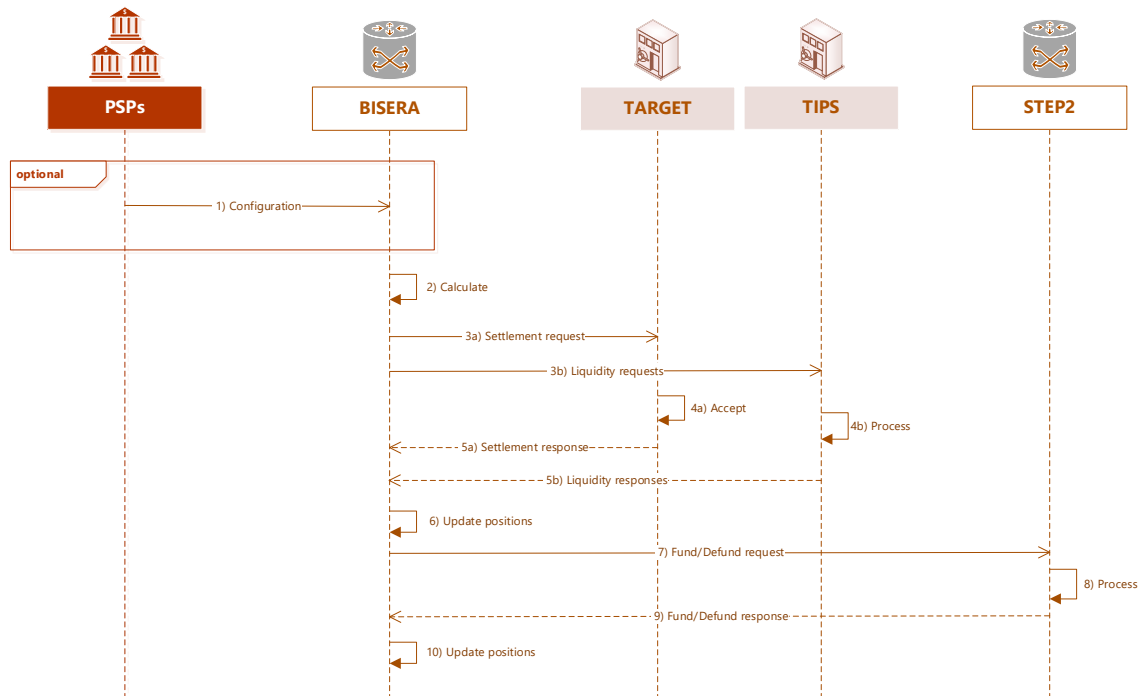 PSPs
BISERA
TARGET
TIPS
STEP2
optional
1) Configuration
2) Calculate
3a) Settlement request
3b) Liquidity requests
4a) Accept
4b) Process
5a) Settlement response
5b) Liquidity responses
6) Update positions
7) Fund/Defund request
8) Process
9) Fund/Defund response
10) Update positions